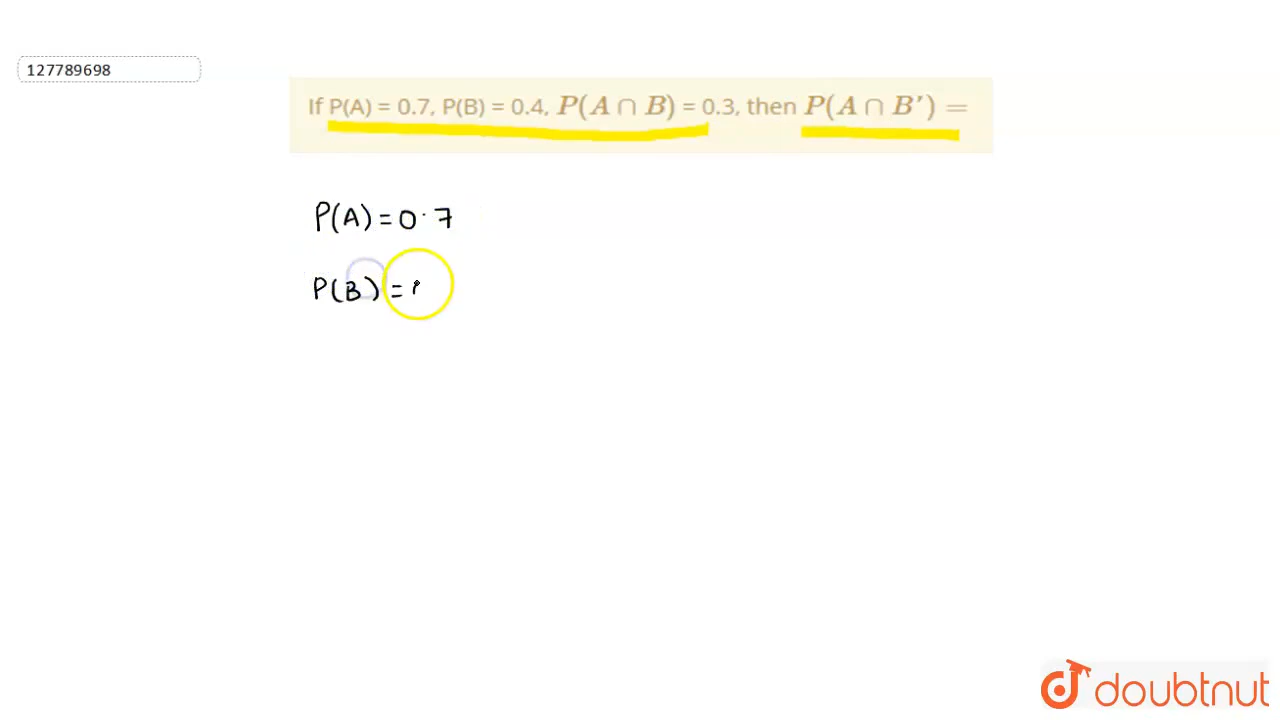 127789698
If P(A) = 0.7, P(B) = 0.4, P(A ∩ B) = 0.3, then P(A ∩ B′) =
P(A) = 0.7
P(B) =
doubtnut